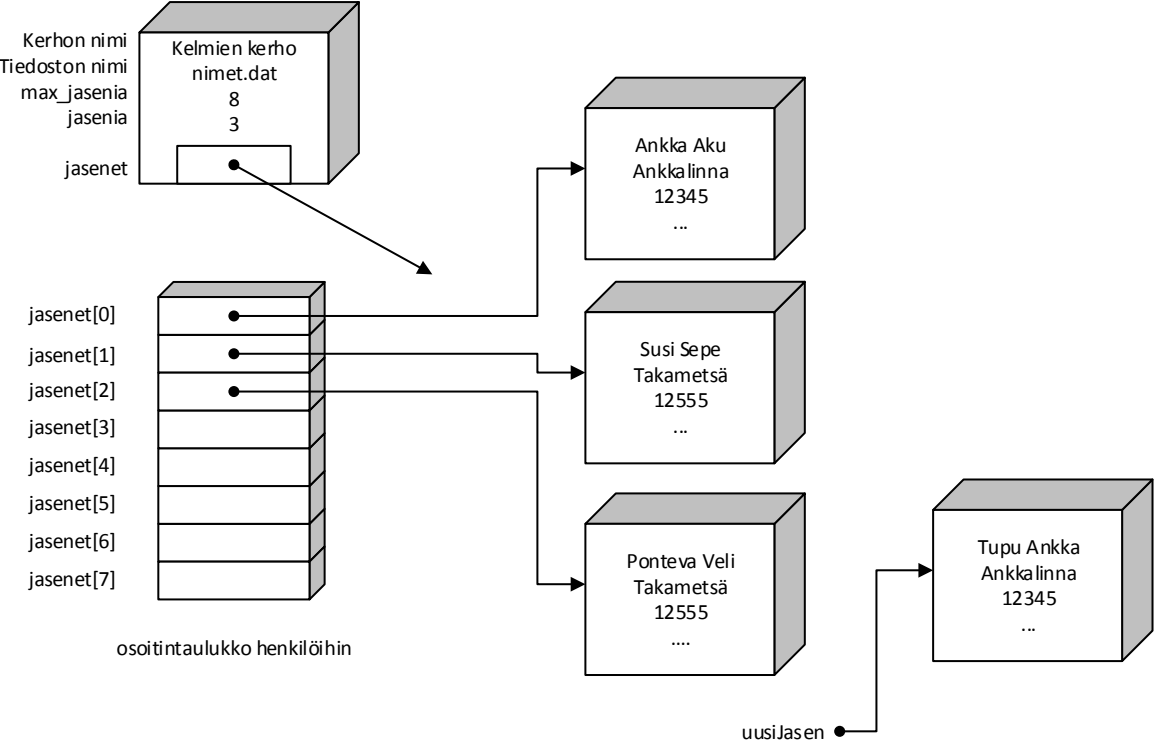 Kerhon nimi
Tiedoston nimi
max_jasenia
jasenia
jasenet
Kelmien kerho
nimet.dat
8
3
Ankka Aku
Ankkalinna
12345
...
jasenet[0]
jasenet[1]
jasenet[2]
jasenet[3]
jasenet[4]
jasenet[5]
jasenet[6]
jasenet[7]
osoitintaulukko henkilöihin
Susi Sepe
Takametsä
12555
...
Ponteva Veli
Takametsä
12555
....
Tupu Ankka
Ankkalinna
12345
...
uusiJasen